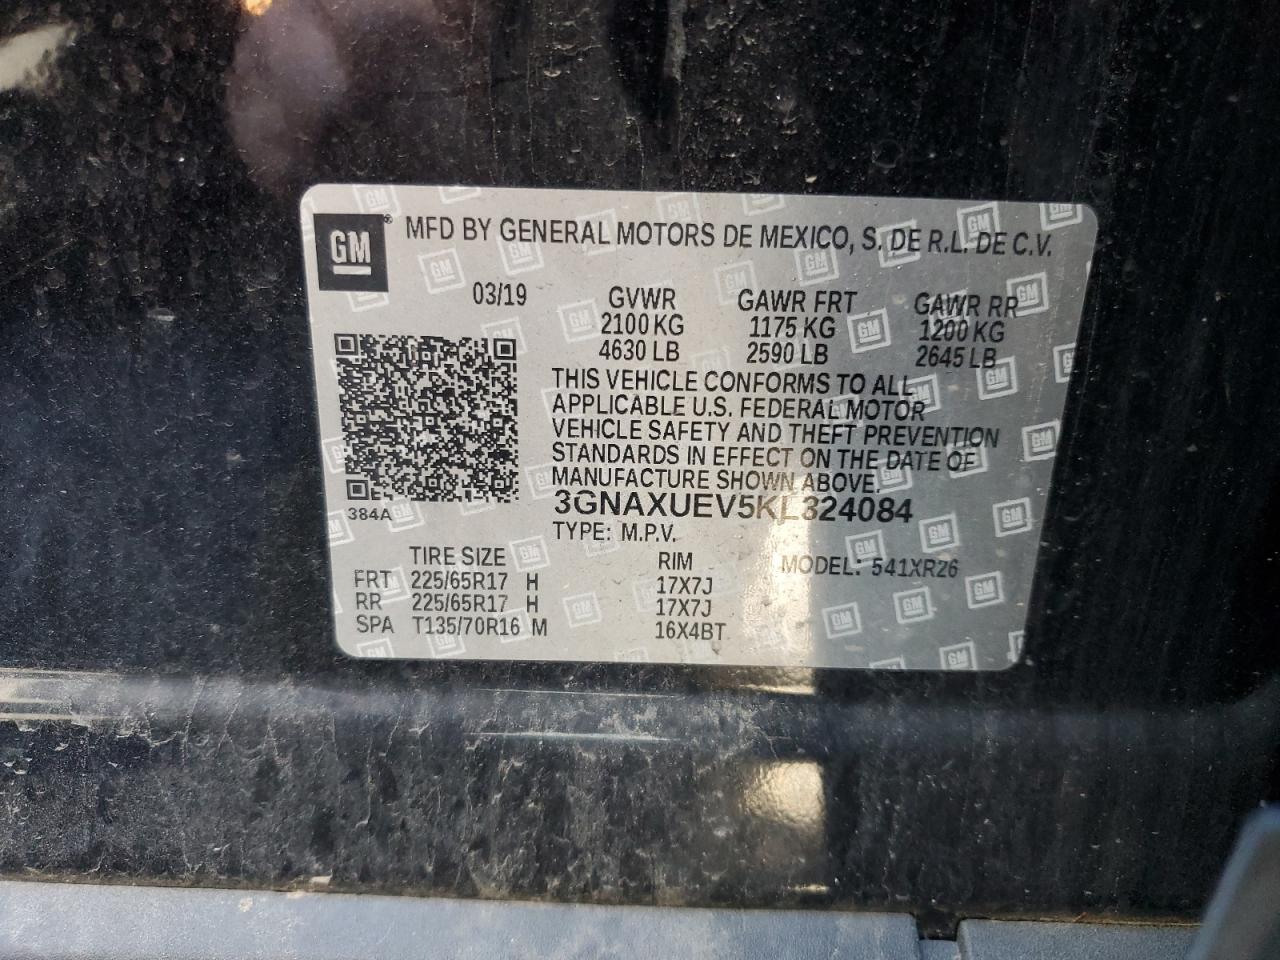 GM ® MFD BY GENERAL MOTORS DE MEXICO, S. DE R.L. DE C.V.
03/19 GVWR GAWR FRT GAWR RR
2100 KG 1175 KG 1200 KG
4630 LB 2590 LB 2645 LB
THIS VEHICLE CONFORMS TO ALL
APPLICABLE U.S. FEDERAL MOTOR
VEHICLE SAFETY AND THEFT PREVENTION
STANDARDS IN EFFECT ON THE DATE OF
MANUFACTURE SHOWN ABOVE.
3GNAXUEV5KL324084
384A
TYPE: M.P.V.
TIRE SIZE RIM MODEL: 541XR26
FRT 225/65R17 H 17X7J
RR 225/65R17 H 17X7J
SPA T135/70R16 M 16X4BT